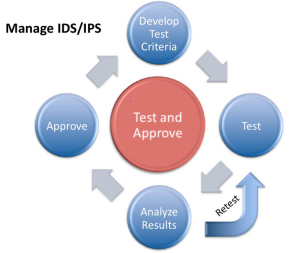 Manage IDS/IPS
Develop
Test
Criteria
Test and
Approve
Approve
Test
Analyze
Results
Retest